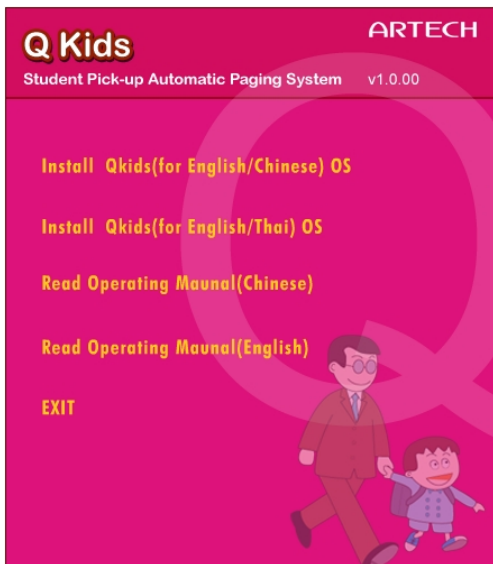 Q Kids
ARTECH
Student Pick-up Automatic Paging System v1.0.00
Install Qkids(for English/Chinese) OS
Install Qkids(for English/Thai) OS
Read Operating Maunal(Chinese)
Read Operating Maunal(English)
EXIT